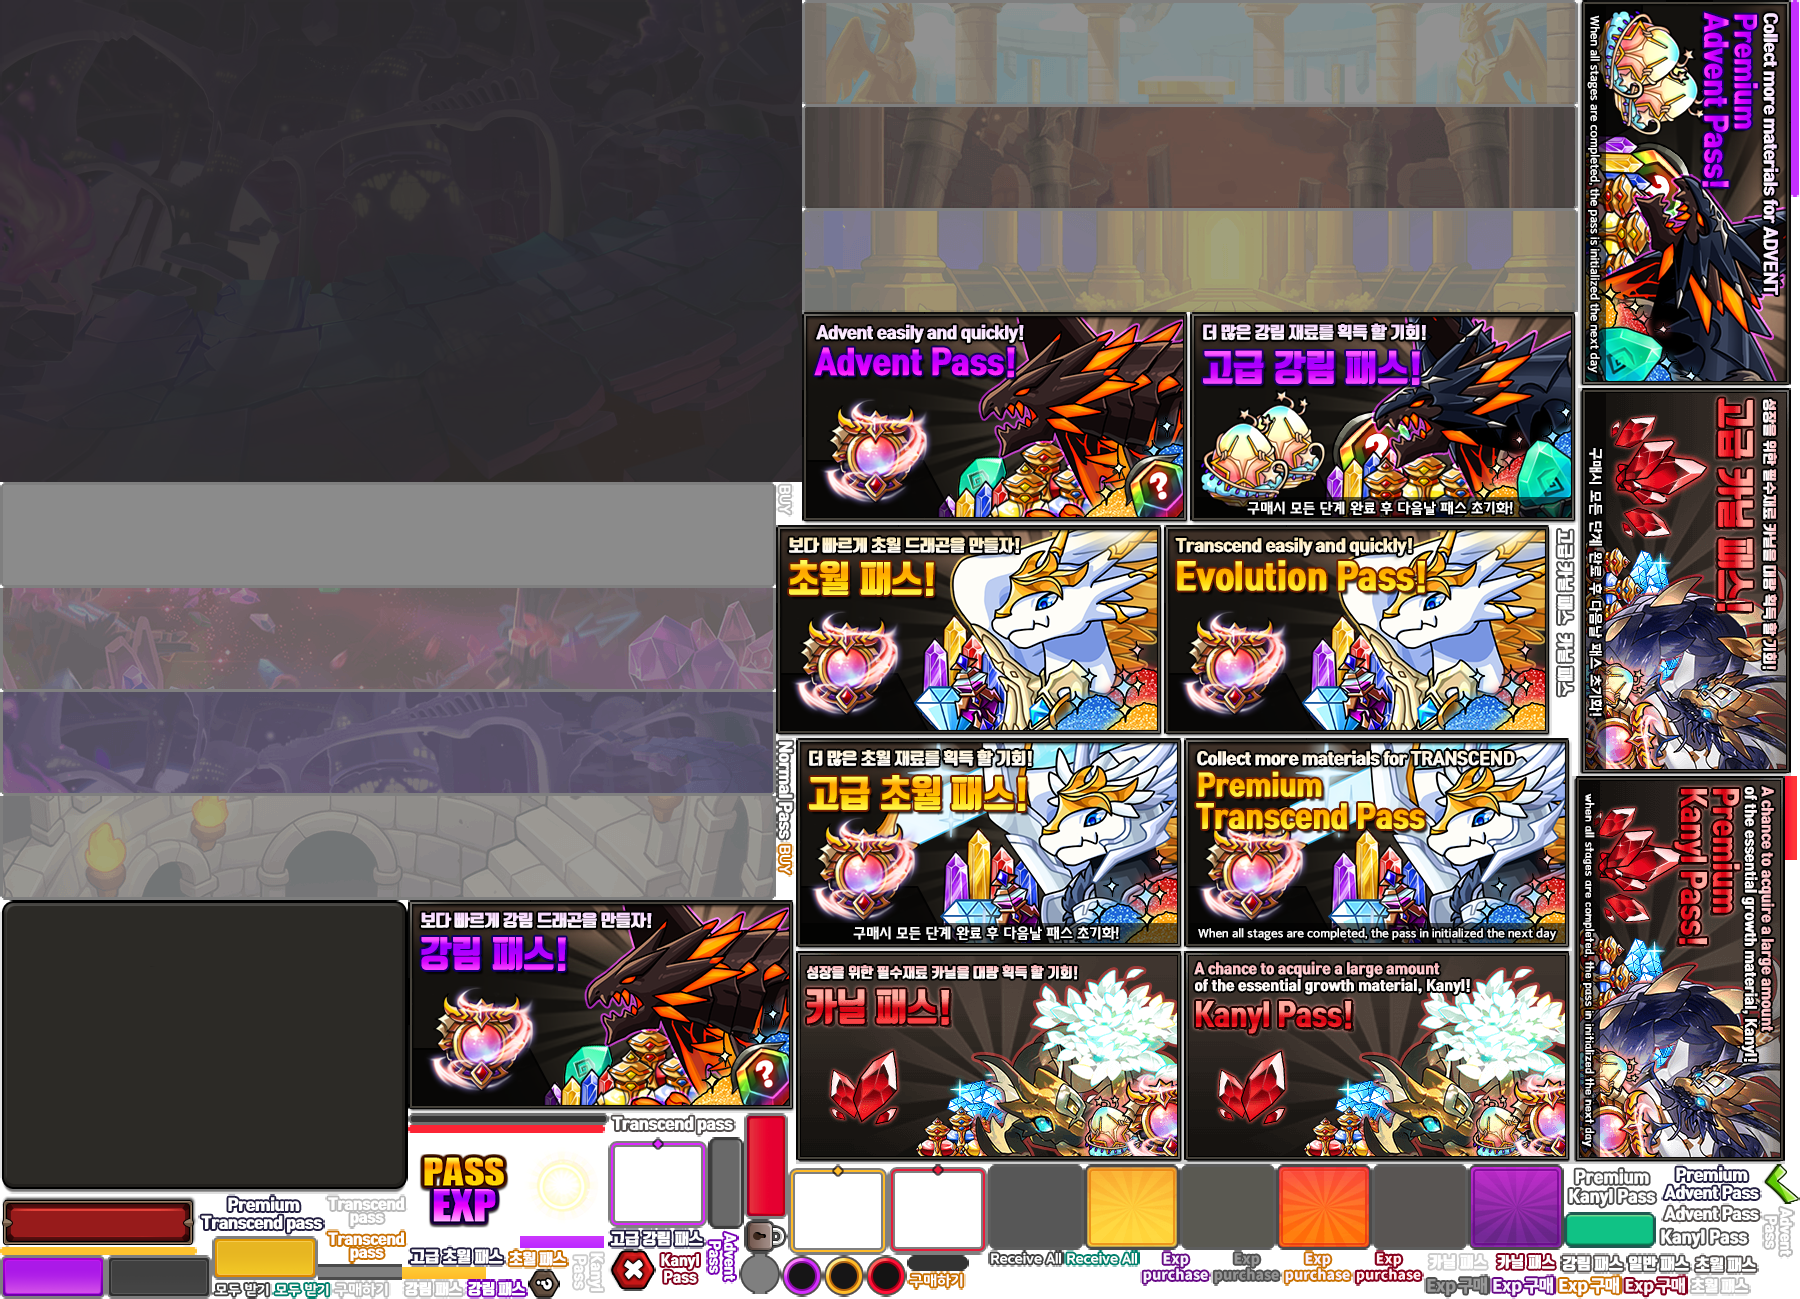 Collect more materials for ADVENT
Premium
Advent Pass!
When all stages are completed, the pass is initialized the next day
Advent easily and quickly!
Advent Pass!
더 많은 강림 재료를 획득 할 기회!
고급 강림 패스!
구매시 모든 단계 완료 후 다음날 패스 초기화!
성장을 위한 필수재료 카닐을 대량 획득 할 기회!
고급 카닐 패스!
구매시 모든 단계 완료 후 다음날 패스 초기화!
BUY
보다 빠르게 초월 드래곤을 만들자!
초월 패스!
Transcend easily and quickly!
Evolution Pass!
고급 카닐 패스 카닐 패스
Normal Pass BUY
더 많은 초월 재료를 획득 할 기회!
고급 초월 패스!
구매시 모든 단계 완료 후 다음날 패스 초기화!
Collect more materials for TRANSCEND
Premium
Transcend Pass
When all stages are completed, the pass in initialized the next day
A chance to acquire a large amount
of the essential growth material, Kanyl!
Premium
Kanyl Pass!
when all stages are completed, the pass in initialized the next day
보다 빠르게 강림 드래곤을 만들자!
강림 패스!
성장을 위한 필수재료 카닐을 대량 획득 할 기회!
카닐 패스!
A chance to acquire a large amount
of the essential growth material, Kanyl!
Kanyl Pass!
Transcend pass
PASS
EXP
Premium
Transcend pass
Transcend
pass
Transcend
pass
고급 초월 패스
초월 패스
Kanyl
Pass
고급 강림 패스
Kanyl
Pass
Advent
Pass
모두 받기
모두 받기
구매하기
강림 패스
강림 패스
구매하기
Receive All
Receive All
Exp
purchase
Exp
purchase
Exp
purchase
Exp
purchase
Premium
Kanyl Pass
Premium
Advent Pass
Advent Pass
Kanyl Pass
Advent
Pass
카닐 패스
카닐 패스
강림 패스
일반 패스
초월 패스
Exp 구매
Exp 구매
Exp 구매
Exp 구매
초월 패스